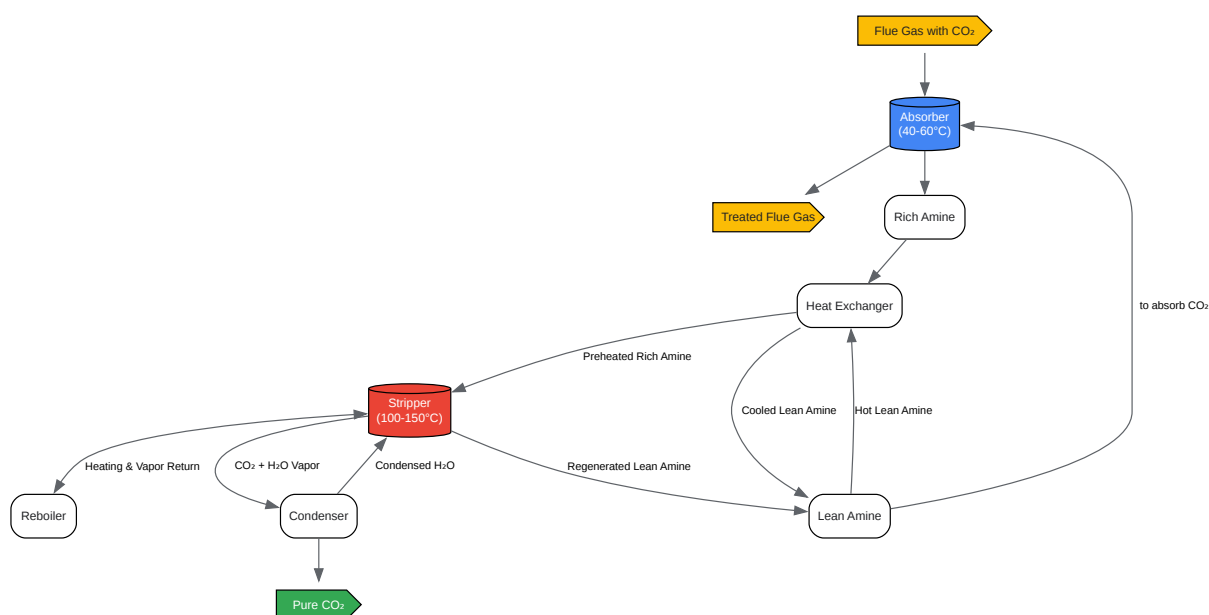 Flue Gas with CO₂
Absorber
(40-60°C)
Treated Flue Gas
Rich Amine
Heat Exchanger
to absorb CO₂
Preheated Rich Amine
Stripper
(100-150°C)
Cooled Lean Amine
Hot Lean Amine
Heating & Vapor Return
CO₂ + H₂O Vapor
Condensed H₂O
Regenerated Lean Amine
Reboiler
Condenser
Lean Amine
Pure CO₂